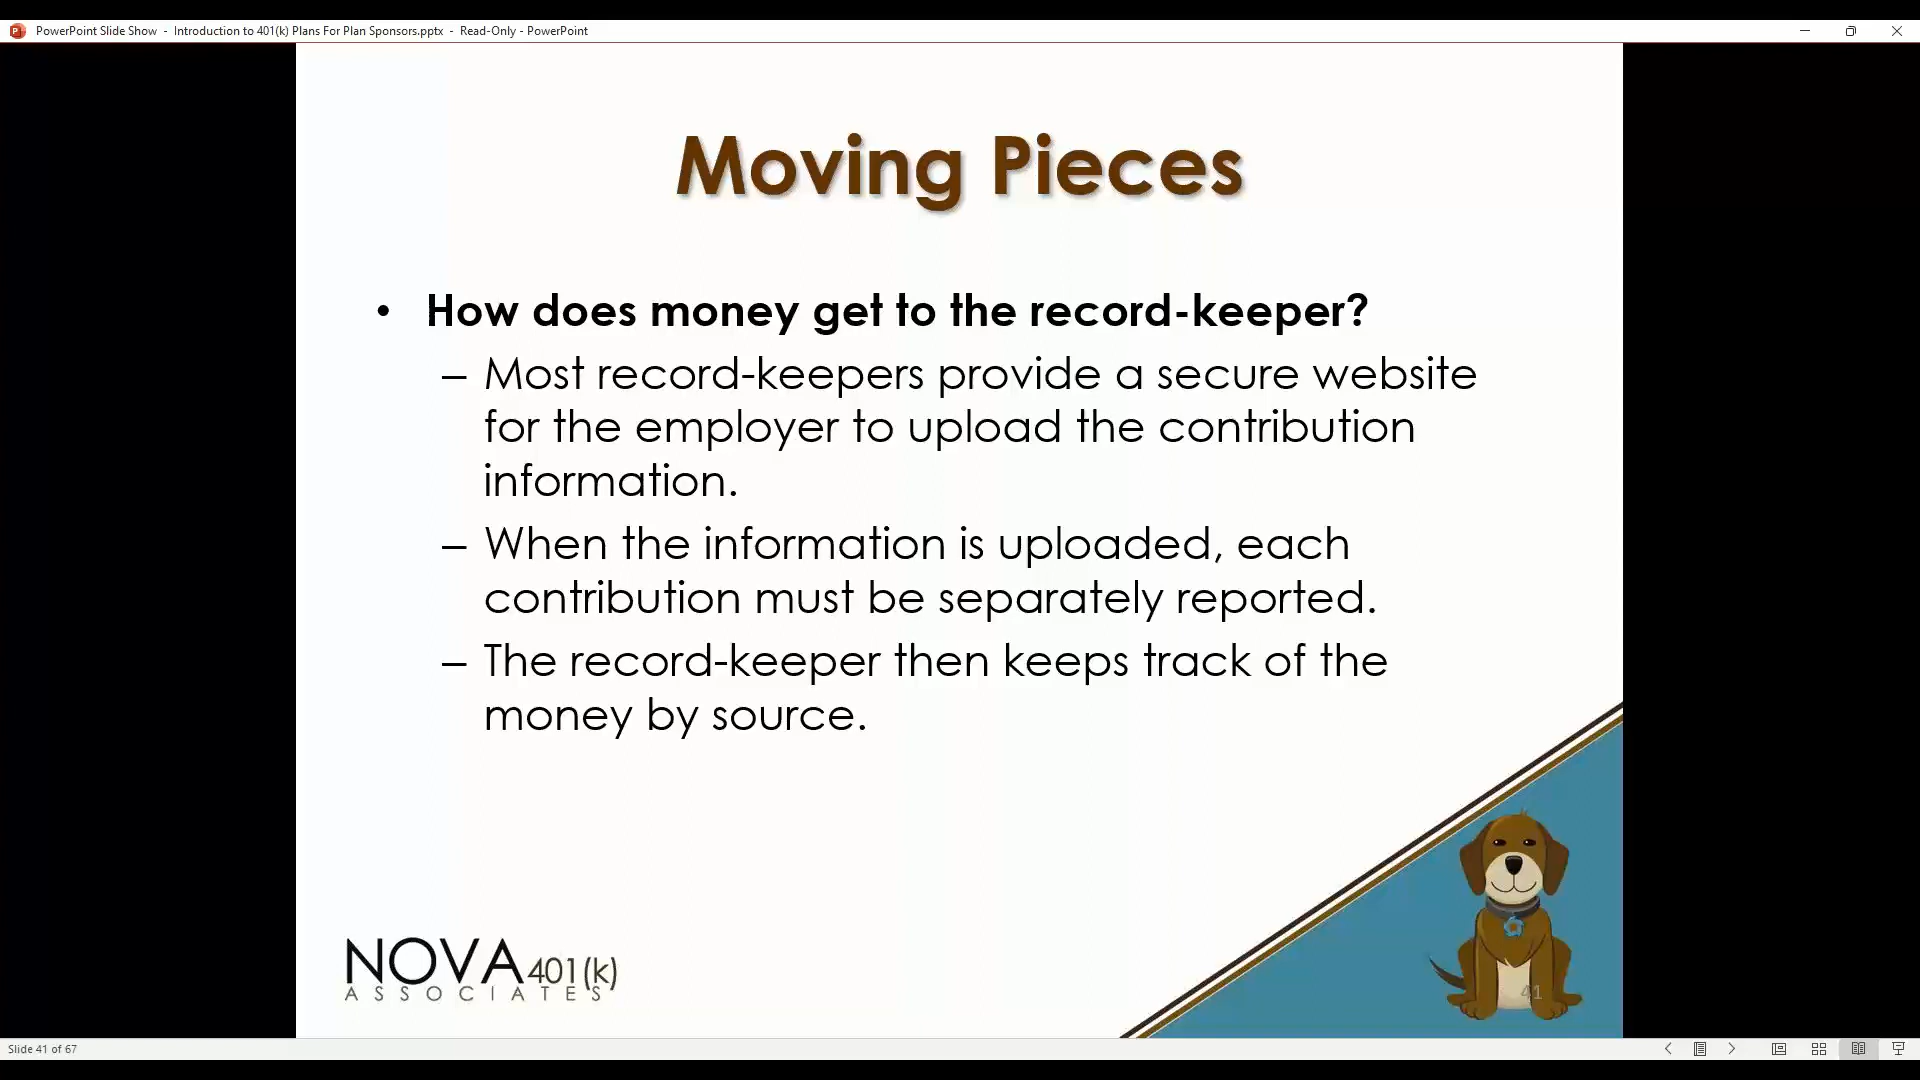 PowerPoint Slide Show - Introduction to 401(k) Plans For Plan Sponsors.pptx - Read-Only - PowerPoint
Moving Pieces
• How does money get to the record-keeper?
– Most record-keepers provide a secure website
for the employer to upload the contribution
information.
– When the information is uploaded, each
contribution must be separately reported.
– The record-keeper then keeps track of the
money by source.
NOVA 401(k)
ASSOCIATES
41
Slide 41 of 67